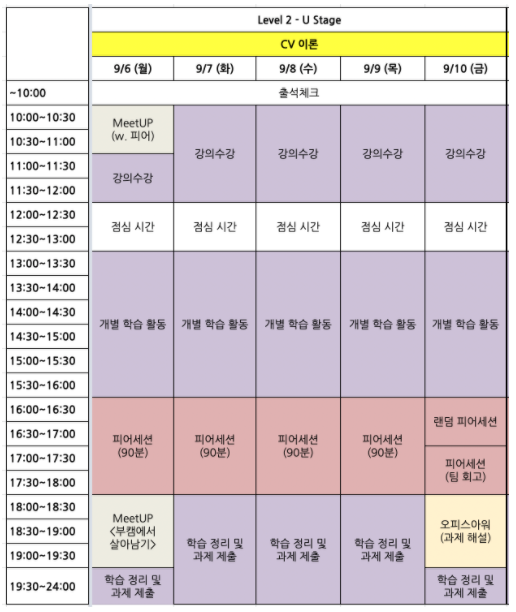 Level 2 - U Stage
CV 이론
9/6 (월) 9/7 (화) 9/8 (수) 9/9 (목) 9/10 (금)
~10:00 출석체크
10:00~10:30
10:30~11:00
11:00~11:30
11:30~12:00
MeetUP
(w. 피어)
강의수강
강의수강 강의수강 강의수강 강의수강
12:00~12:30
12:30~13:00
점심 시간 점심 시간 점심 시간 점심 시간 점심 시간
13:00~13:30
13:30~14:00
14:00~14:30
14:30~15:00
15:00~15:30
15:30~16:00
개별 학습 활동 개별 학습 활동 개별 학습 활동 개별 학습 활동 개별 학습 활동
16:00~16:30
16:30~17:00
17:00~17:30
17:30~18:00
피어세션
(90분)
피어세션
(90분)
피어세션
(90분)
피어세션
(90분)
랜덤 피어세션
피어세션
(팀 회고)
18:00~18:30
18:30~19:00
19:00~19:30
19:30~24:00
MeetUP
<부캠에서
살아남기>
학습 정리 및
과제 제출
학습 정리 및
과제 제출
학습 정리 및
과제 제출
학습 정리 및
과제 제출
오피스아워
(과제 해설)
학습 정리 및
과제 제출